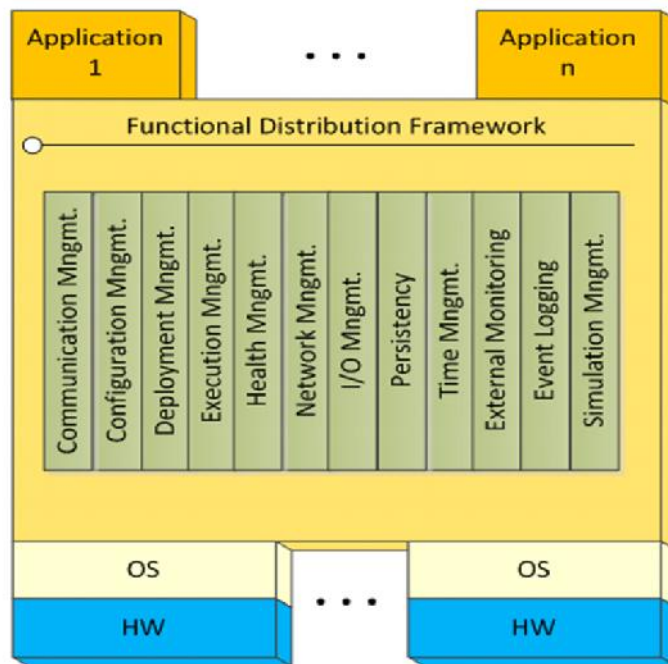 Application
1
. . .
Application
n
Functional Distribution Framework
Communication Mngmt.
Configuration Mngmt.
Deployment Mngmt.
Execution Mngmt.
Health Mngmt.
Network Mngmt.
I/O Mngmt.
Persistency
Time Mngmt.
External Monitoring
Event Logging
Simulation Mngmt.
OS
. . .
OS
HW
HW